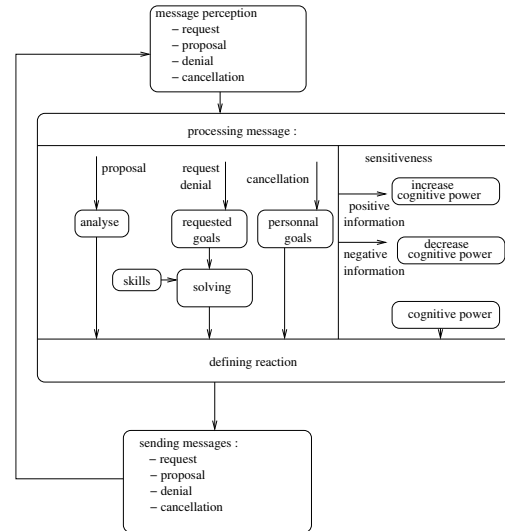 message perception
– request
– proposal
– denial
– cancellation
processing message :
proposal
request
denial
cancellation
sensitiveness
analyse
requested
goals
personnal
goals
skills
solving
increase
cognitive power
positive
information
decrease
cognitive power
negative
information
cognitive power
defining reaction
sending messages :
– request
– proposal
– denial
– cancellation